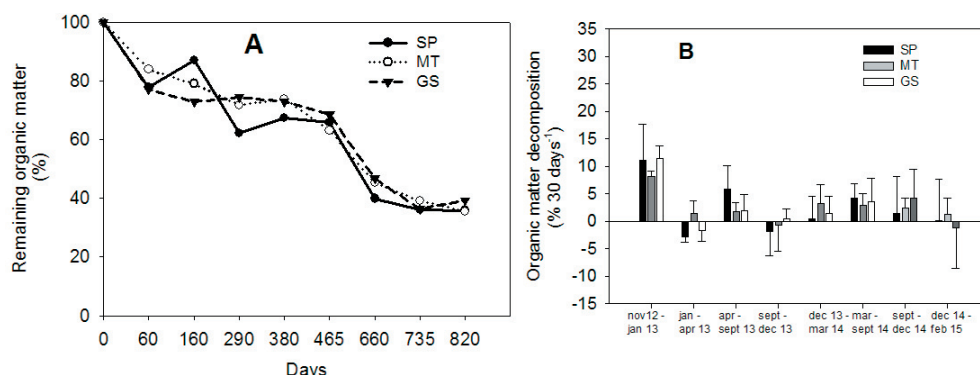 A
SP
MT
GS
Remaining organic matter
(%)
100
80
60
40
20
0
0 60 160 290 380 465 660 735 820
Days
B
SP
MT
GS
Organic matter decomposition
(% 30 days-1)
35
30
25
20
15
10
5
0
-5
-10
-15
nov12 - jan - apr - sept - dec 13 - mar - sept - dec 14 -
jan 13 apr 13 sept 13 dec 13 mar 14 sept 14 dec 14 feb 15